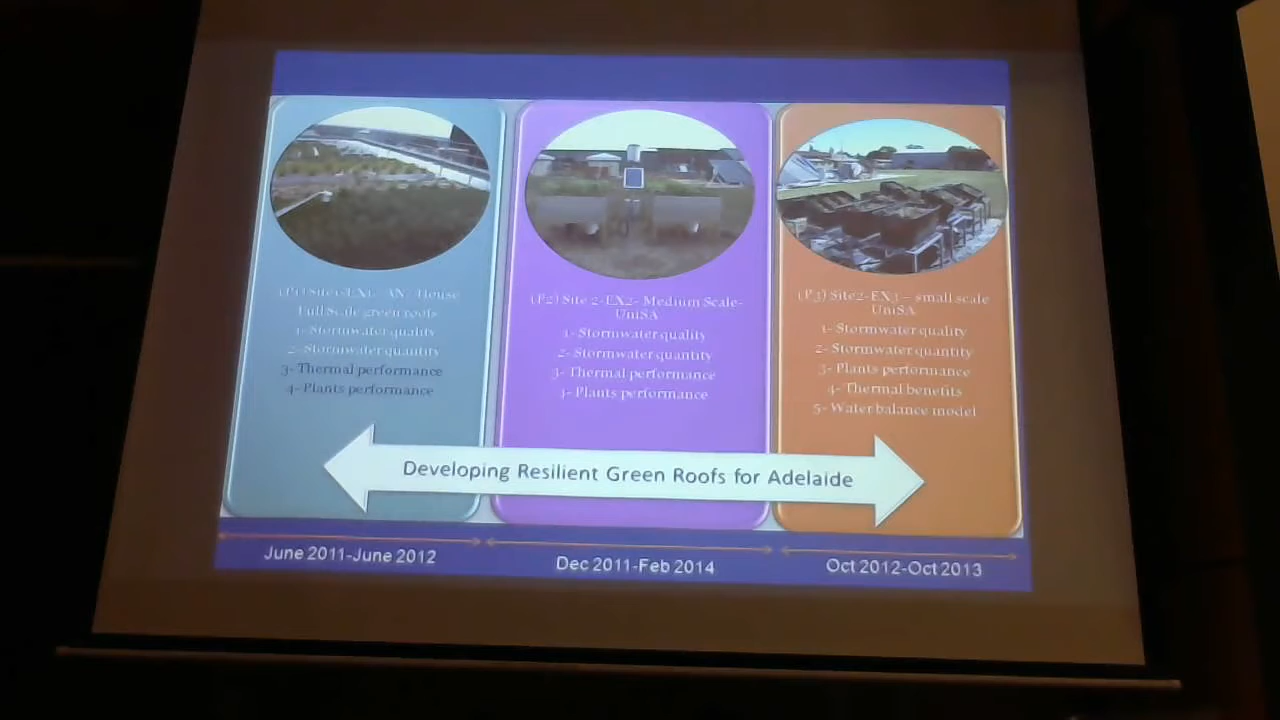 (P1) Site1-EX1- ANZ House
Full Scale green roofs
1- Stormwater quality
2- Stormwater quantity
3- Thermal performance
4- Plants performance
(P2) Site 2-EX2- Medium Scale-
UniSA
1- Stormwater quality
2- Stormwater quantity
3- Thermal performance
4- Plants performance
(P3) Site2-EX3 – small scale
UniSA
1- Stormwater quality
2- Stormwater quantity
3- Plants performance
4- Thermal benefits
5- Water balance model
Developing Resilient Green Roofs for Adelaide
June 2011-June 2012
Dec 2011-Feb 2014
Oct 2012-Oct 2013